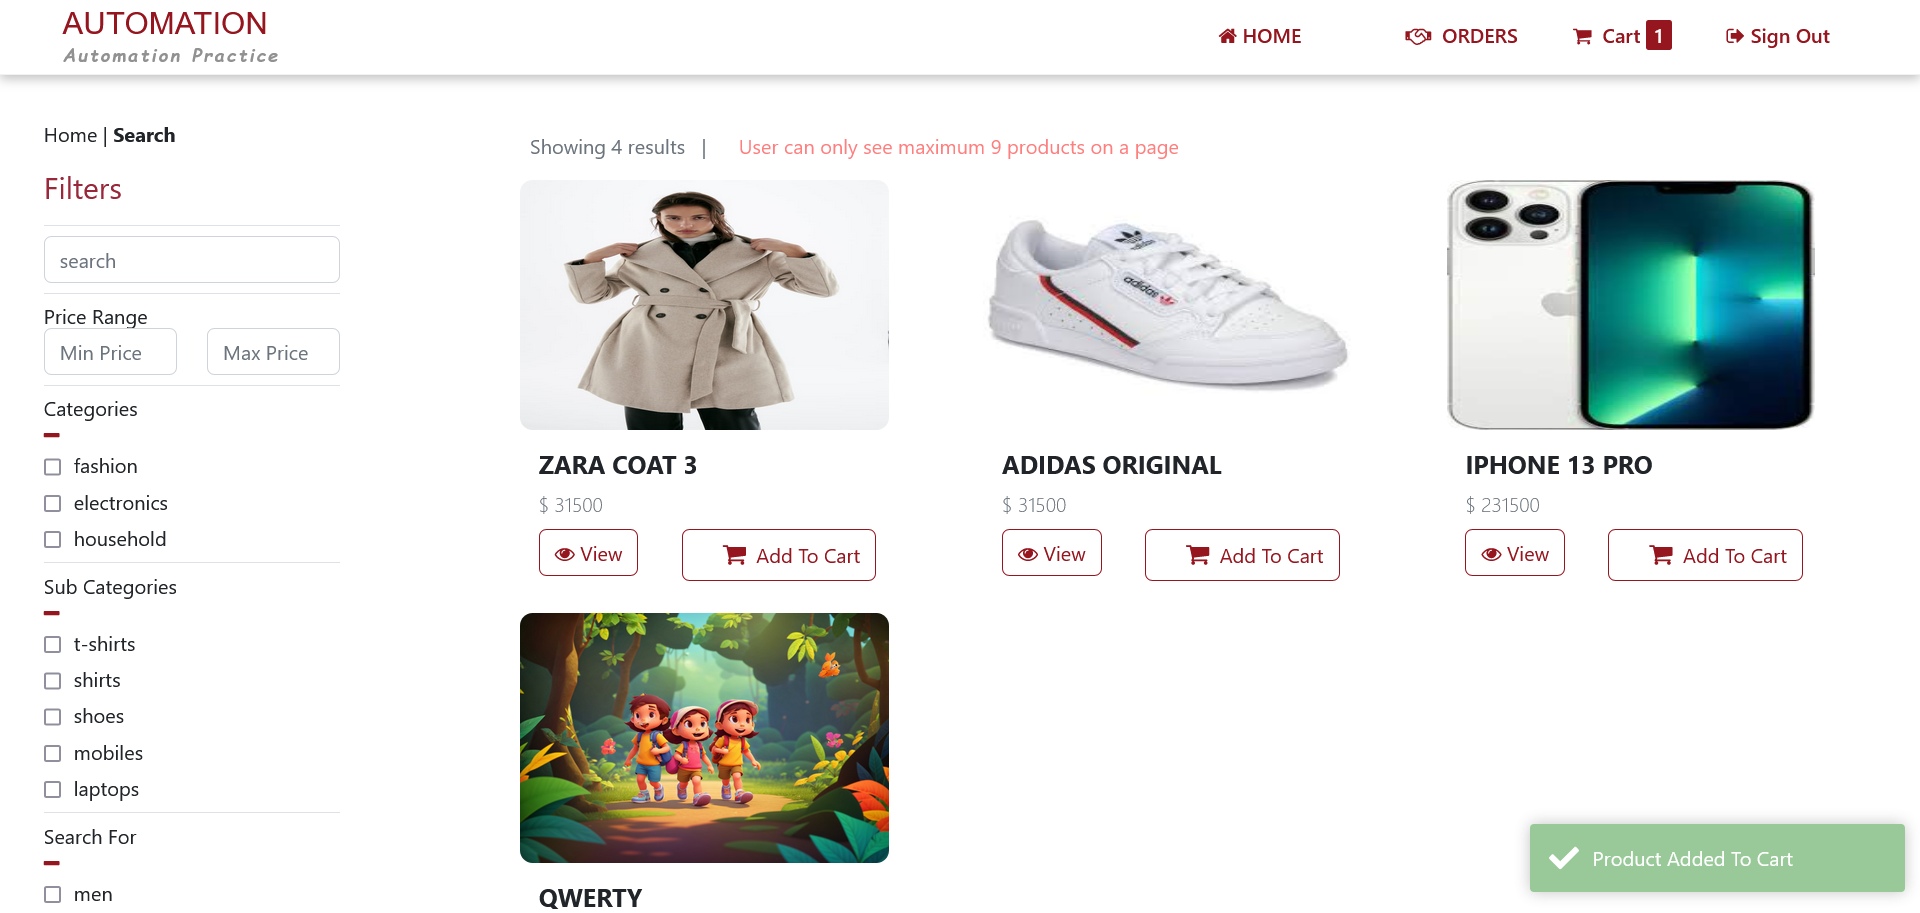 AUTOMATION
Automation Practice
HOME
ORDERS
Cart 1
Sign Out
Home | Search
Filters
search
Price Range
Min Price
Max Price
Categories
fashion
electronics
household
Sub Categories
t-shirts
shirts
shoes
mobiles
laptops
Search For
men
Showing 4 results |
User can only see maximum 9 products on a page
adidas
adidas
ZARA COAT 3
$ 31500
View
Add To Cart
ADIDAS ORIGINAL
$ 31500
View
Add To Cart
IPHONE 13 PRO
$ 231500
View
Add To Cart
QWERTY
Product Added To Cart